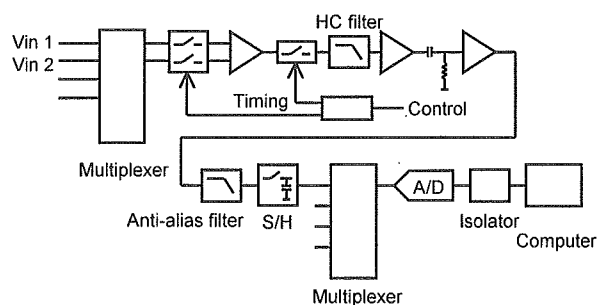 HC filter
Vin 1
Vin 2
Timing
Control
Multiplexer
A/D
Anti-alias filter
S/H
Isolator
Computer
Multiplexer